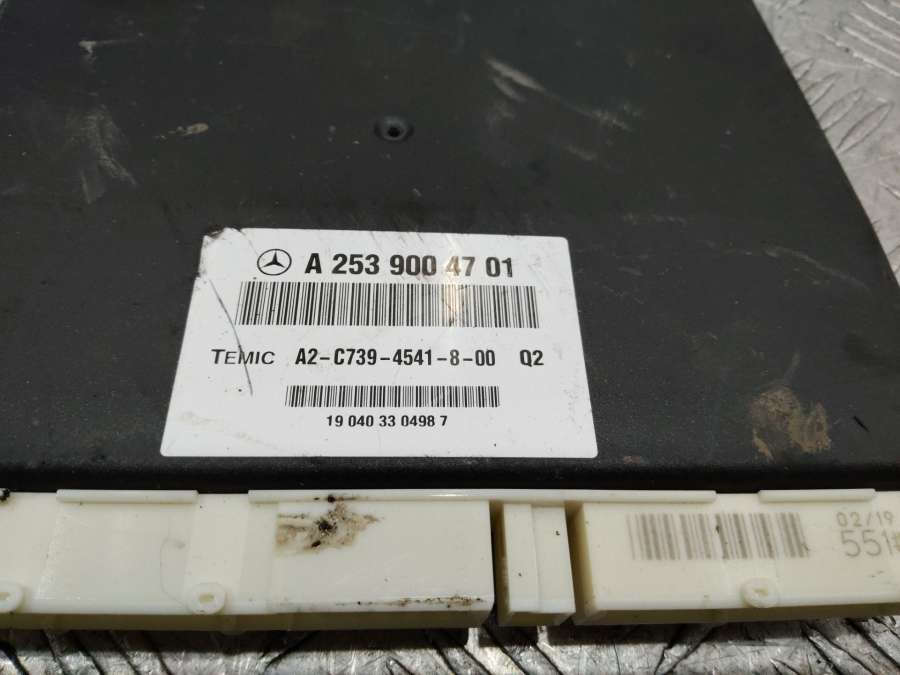 A 253 900 47 01
TEMIC A2-C739-4541-8-00 Q2
19 040 33 0498 7
02/19
551